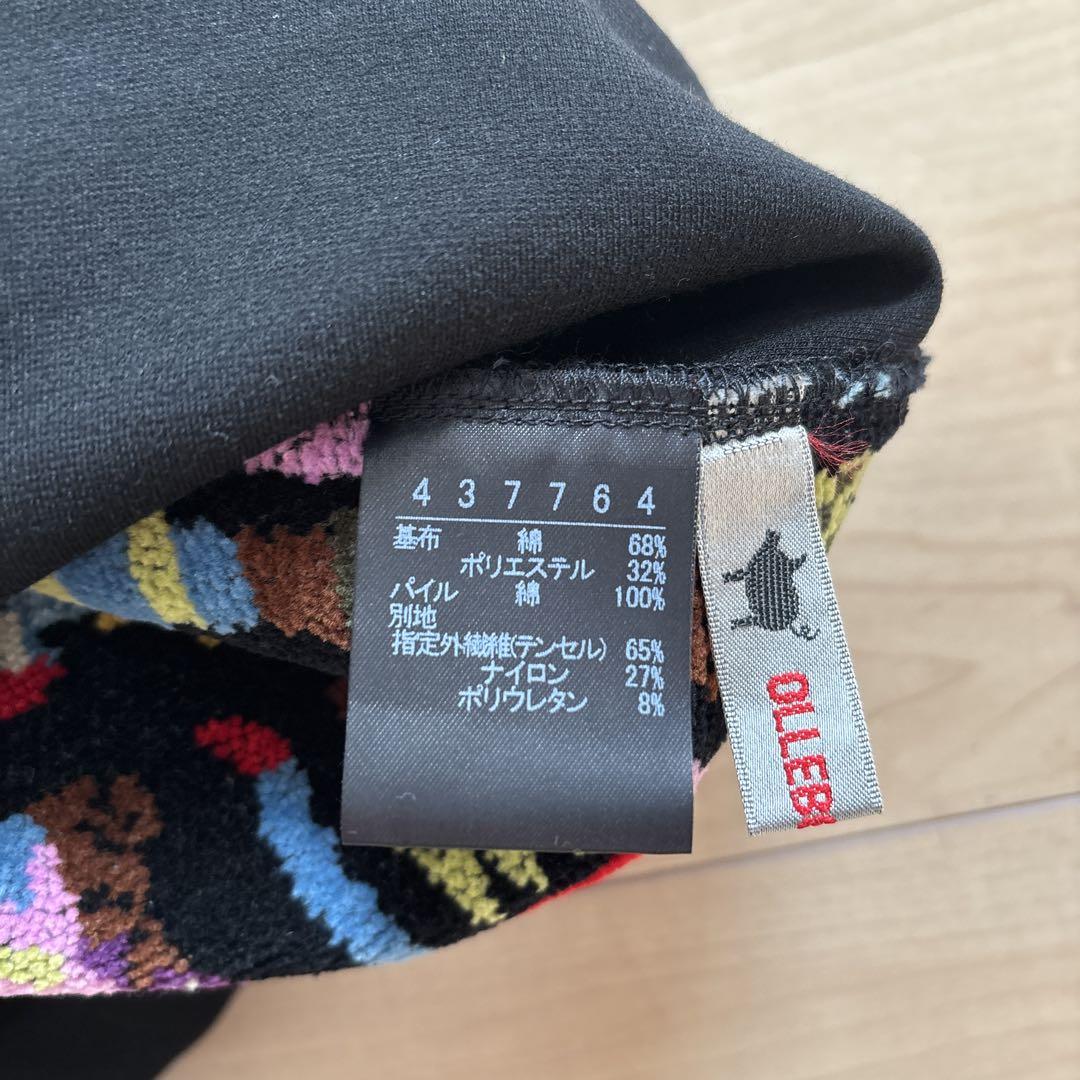 437764
基布 綿 68%
ポリエステル 32%
パイル 綿 100%
別地
指定外繊維(テンセル) 65%
ナイロン 27%
ポリウレタン 8%
OLLEB